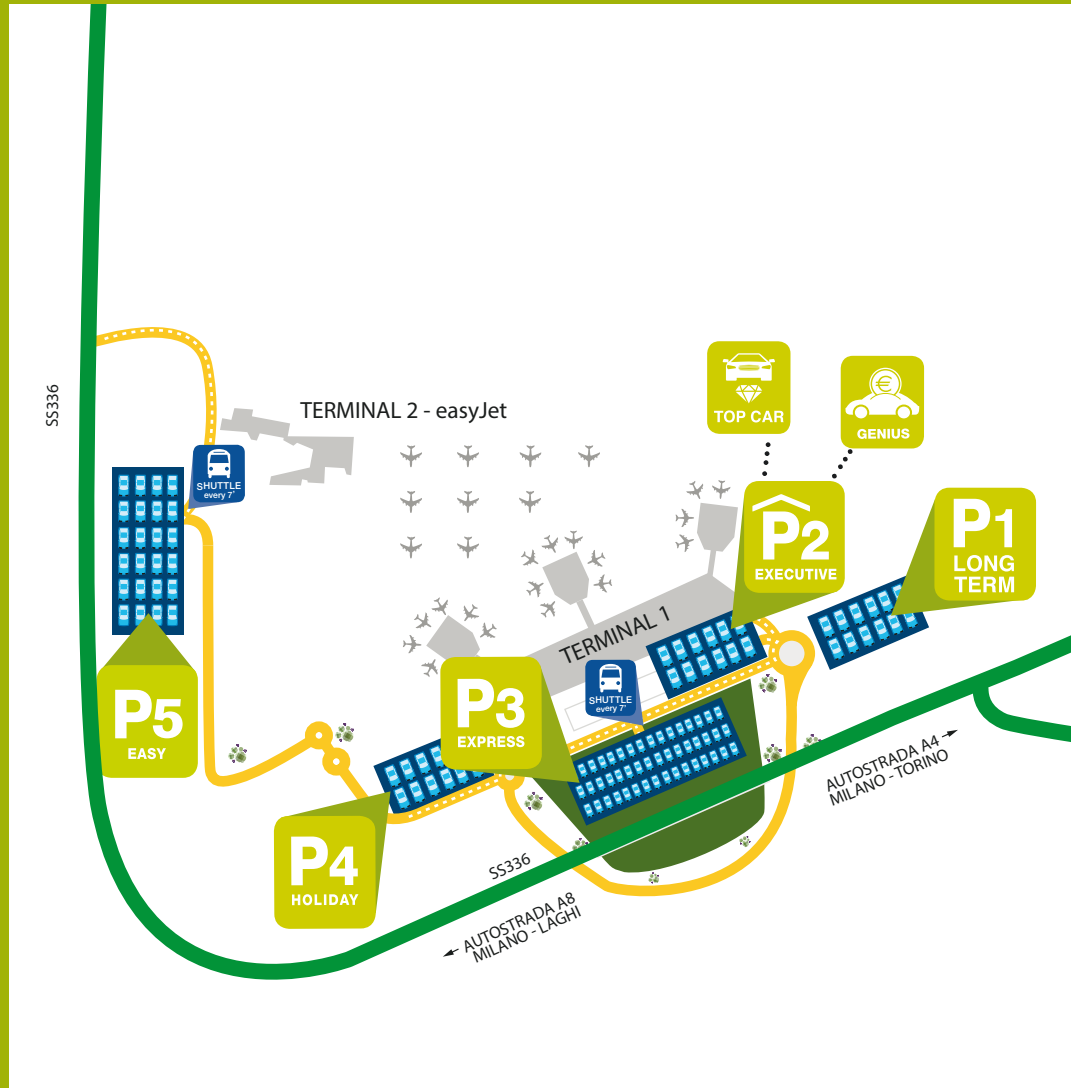 SS336
TERMINAL 2 - easyJet
SHUTTLE
every 7'
TOP CAR
€
GENIUS
P2
EXECUTIVE
P1
LONG
TERM
TERMINAL 1
SHUTTLE
every 7'
P3
EXPRESS
P5
EASY
P4
HOLIDAY
SS336
AUTOSTRADA A4
MILANO - TORINO
AUTOSTRADA A8
MILANO - LAGHI